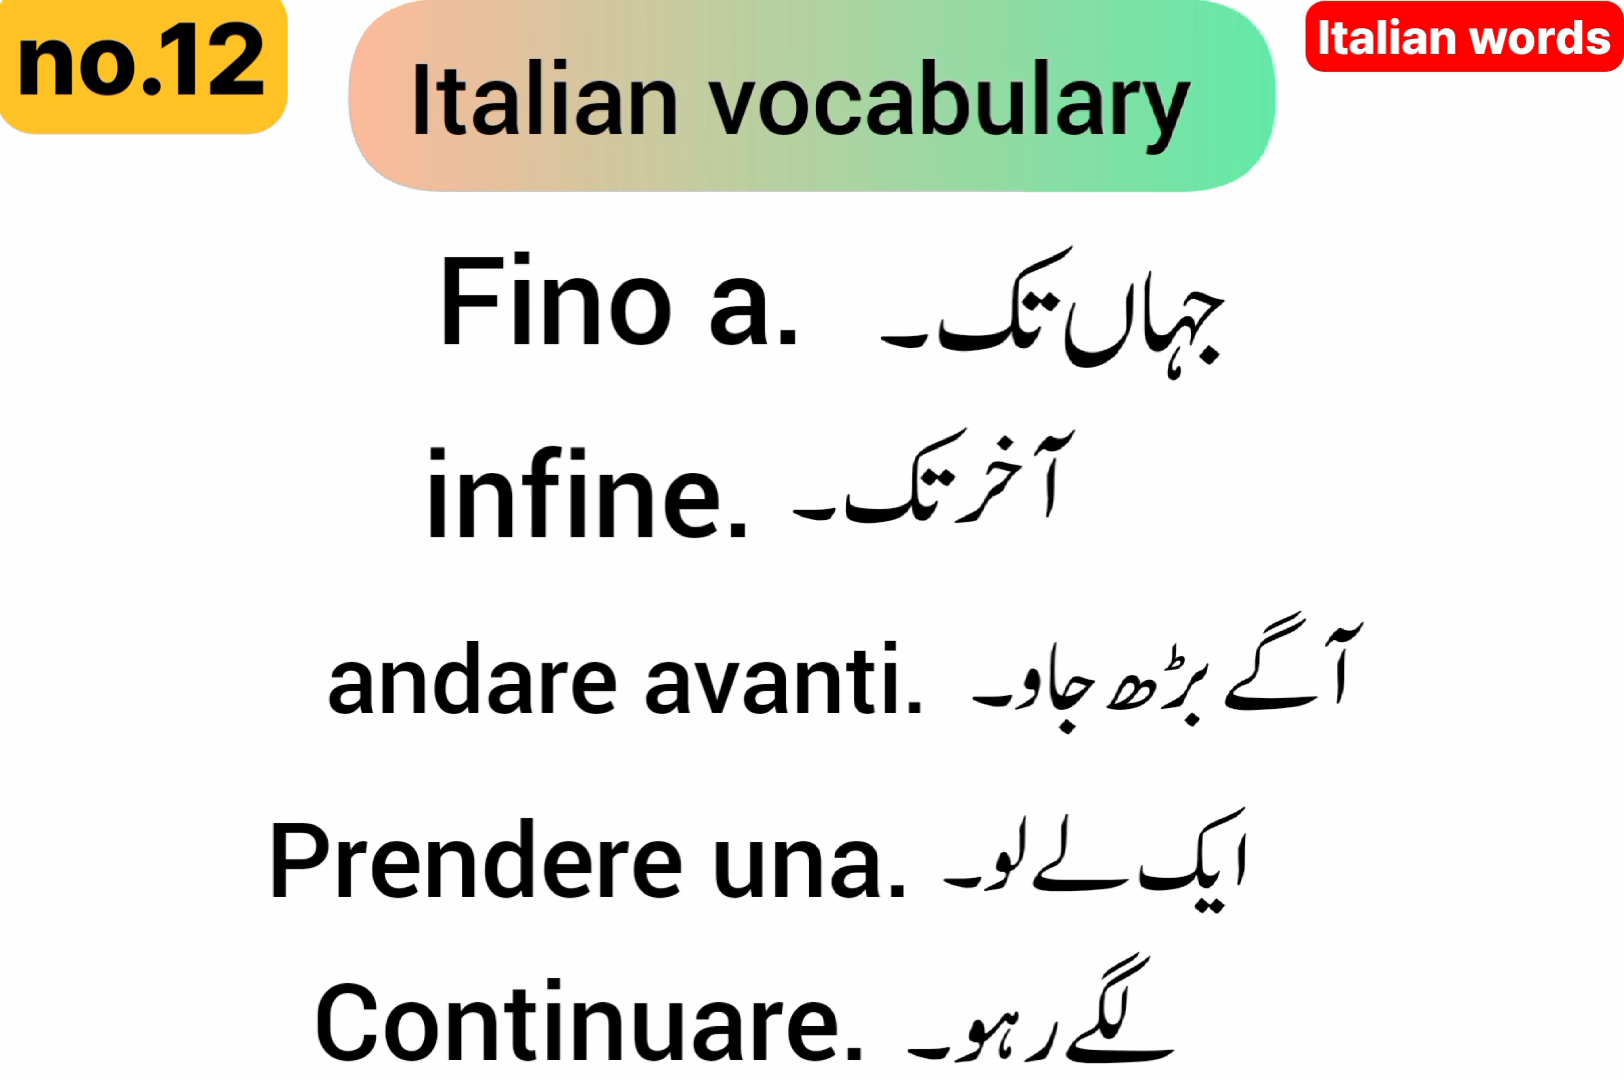 no.12
Italian vocabulary
Italian words
Fino a. جہاں تک۔
infine. آخر تک۔
andare avanti. آگے بڑھ جاو۔
Prendere una. ایک لے لو۔
Continuare. لگے رہو۔